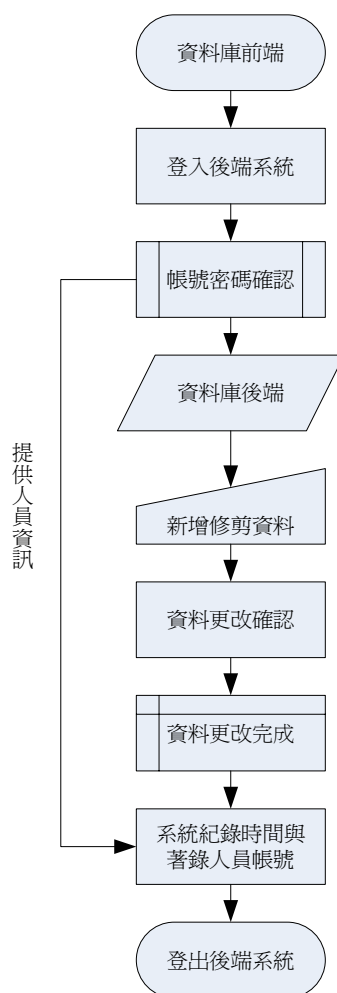 資料庫前端
登入後端系統
帳號密碼確認
資料庫後端
提供人員資訊
新增修剪資料
資料更改確認
資料更改完成
系統紀錄時間與
著錄人員帳號
登出後端系統